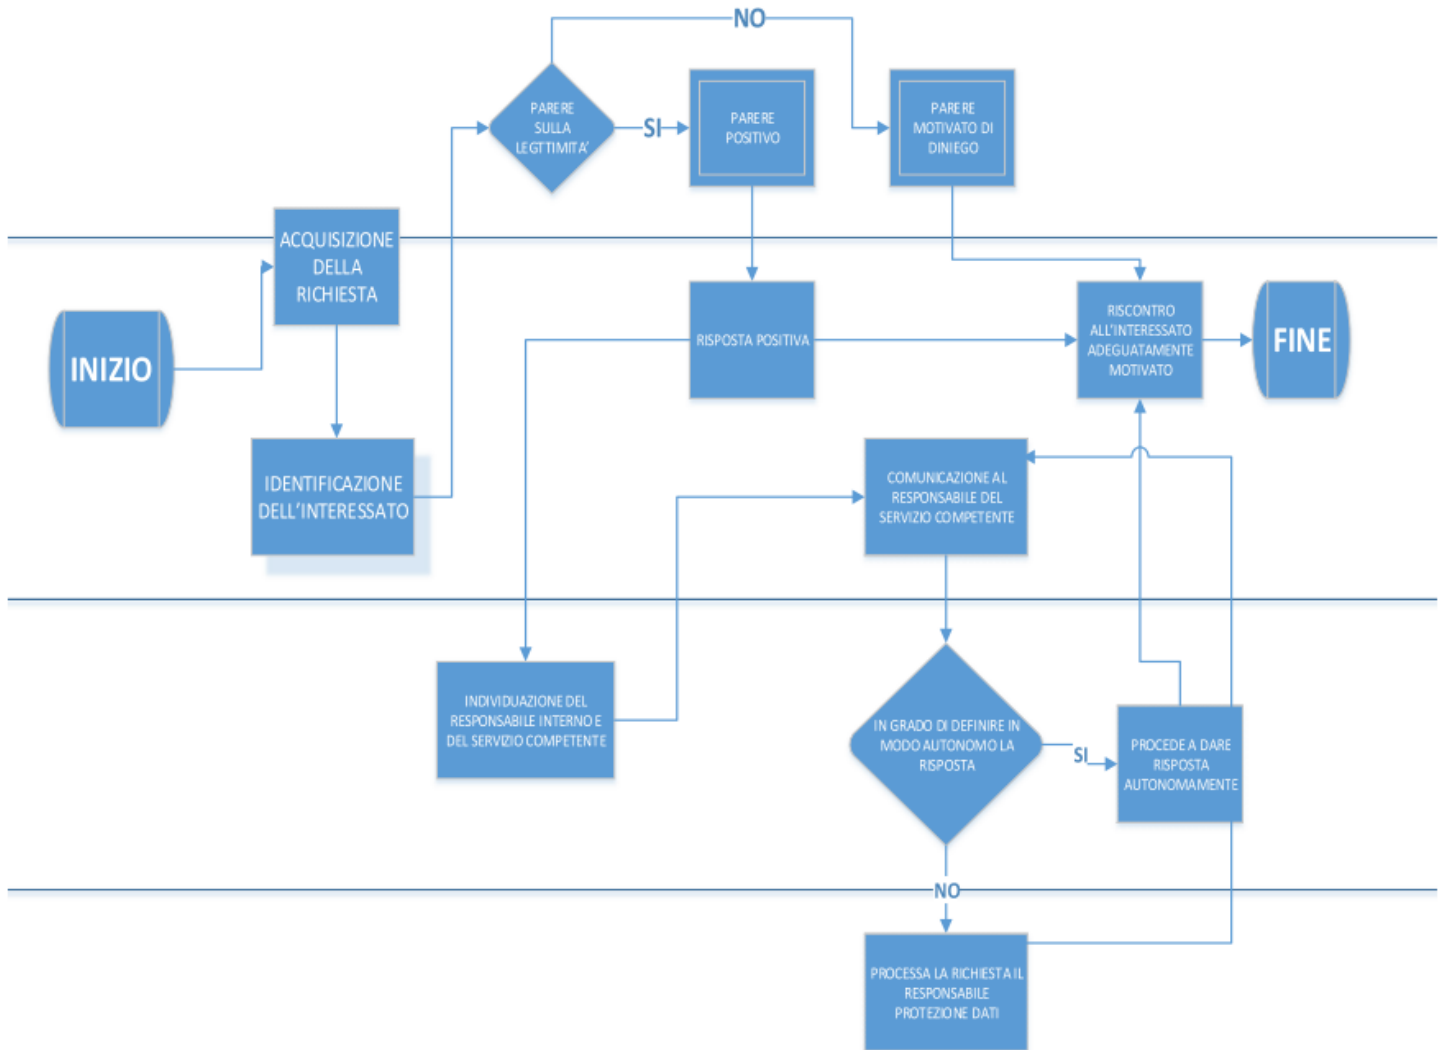 NO
PARERE
SULLA
LEGTTIMITA’
SI
PARERE
POSITIVO
PARERE
MOTIVATO DI
DINIEGO
ACQUISIZIONE
DELLA
RICHIESTA
INIZIO
RISPOSTA POSITIVA
RISCONTRO
ALL’INTERESSATO
ADEGUATAMENTE
MOTIVATO
FINE
IDENTIFICAZIONE
DELL’INTERESSATO
COMUNICAZIONE AL
RESPONSABILE DEL
SERVIZIO COMPETENTE
INDIVIDUAZIONE DEL
RESPONSABILE INTERNO E
DEL SERVIZIO COMPETENTE
IN GRADO DI DEFINIRE IN
MODO AUTONOMO LA
RISPOSTA
SI
PROCEDE A DARE
RISPOSTA
AUTONOMAMENTE
NO
PROCESSA LA RICHIESTA IL
RESPONSABILE
PROTEZIONE DATI